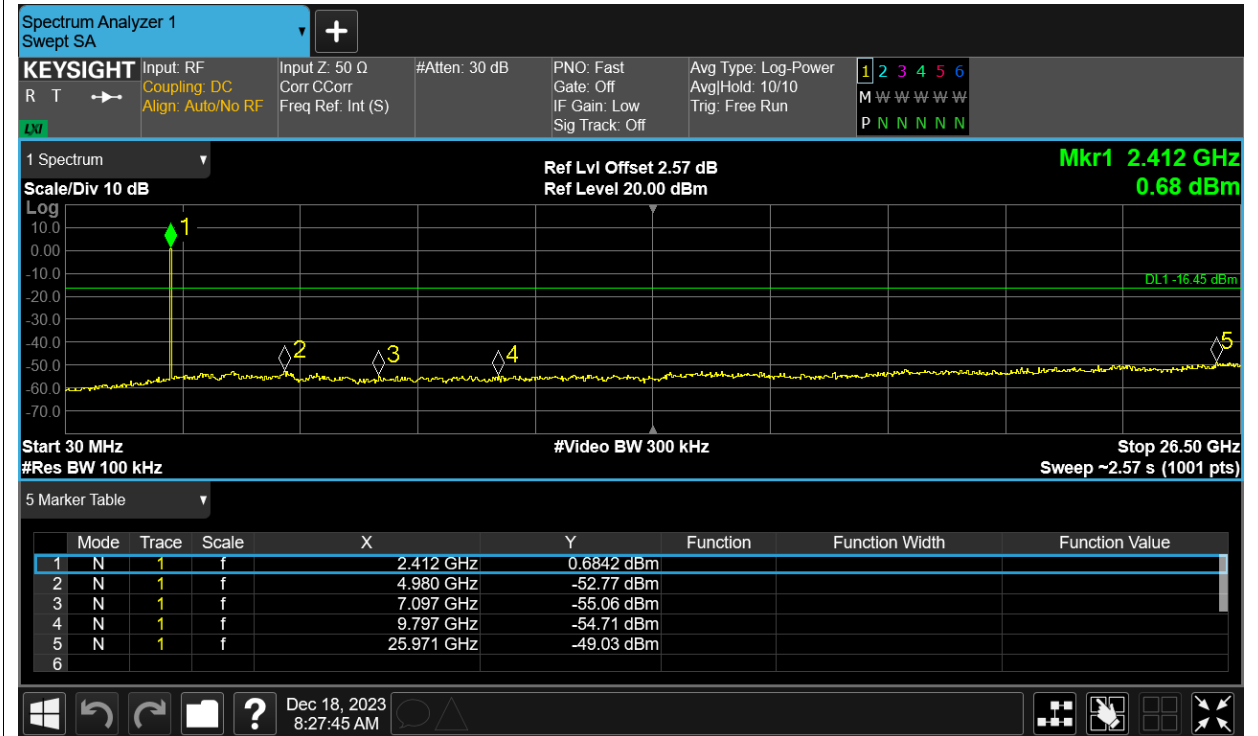 Spectrum Analyzer 1
Swept SA
+
KEYSIGHT
R T
LXI
Input: RF
Coupling: DC
Align: Auto/No RF
Input Z: 50 Ω
Corr CCorr
Freq Ref: Int (S)
#Atten: 30 dB
PNO: Fast
Gate: Off
IF Gain: Low
Sig Track: Off
Avg Type: Log-Power
Avg|Hold: 10/10
Trig: Free Run
1 2 3 4 5 6
M W W W W W
P N N N N N
1 Spectrum
Scale/Div 10 dB
Ref Lvl Offset 2.57 dB
Ref Level 20.00 dBm
Mkr1 2.412 GHz
0.68 dBm
Log
10.0
0.00
-10.0
-20.0
-30.0
-40.0
-50.0
-60.0
-70.0
1
DL1 -16.45 dBm
2
3
4
5
Start 30 MHz
#Res BW 100 kHz
#Video BW 300 kHz
Stop 26.50 GHz
Sweep ~2.57 s (1001 pts)
5 Marker Table
Mode Trace Scale X Y Function Function Width Function Value
1 N 1 f 2.412 GHz 0.6842 dBm
2 N 1 f 4.980 GHz -52.77 dBm
3 N 1 f 7.097 GHz -55.06 dBm
4 N 1 f 9.797 GHz -54.71 dBm
5 N 1 f 25.971 GHz -49.03 dBm
6
?
Dec 18, 2023
8:27:45 AM